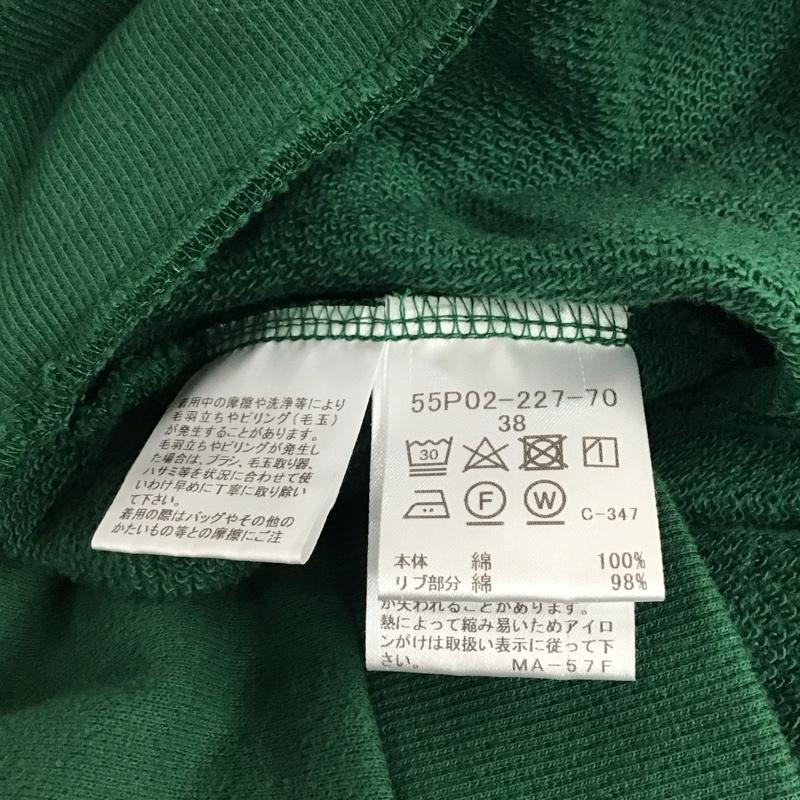 着用中の摩擦や洗浄等により
毛羽立ちやピリング(毛玉)
が発生することがあります。
毛羽立ちやピリングが発生し
た場合は、ブラシ、毛玉取り器、
ハサミ等を状況に合わせて使
いわけ早めに丁寧に取り除い
て下さい。
着用の際はバッグやその他の
かたいもの等との摩擦にご注
55P02-227-70
38
30
F W C-347
本体 綿 100%
リブ部分 綿 98%
が失われることがあります。
熱によって縮み易いためアイロ
ンがけは取扱い表示に従って下
さい。 MA-57F